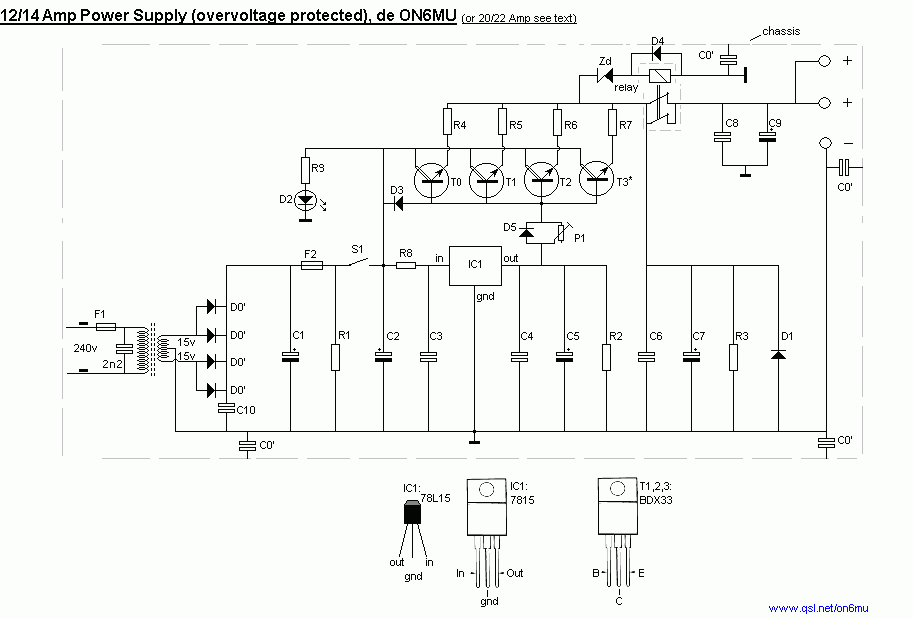 12/14 Amp Power Supply (overvoltage protected), de ON6MU (or 20/22 Amp see text)
chassis
D4
C0'
Zd
relay
+
R4
R5
R6
R7
+
C8
C9
−
C0'
R9
D2
T0
T1
T2
T3*
D3
D5
P1
F2
S1
R8
in
IC1
out
gnd
F1
240v
2n2
15v
15v
D0'
D0'
D0'
D0'
C10
C0'
C1
R1
C2
C3
C4
C5
R2
C6
C7
R3
D1
C0'
IC1:
78L15
out
in
gnd
IC1:
7815
In
Out
gnd
T1,2,3:
BDX33
B
E
C
www.qsl.net/on6mu